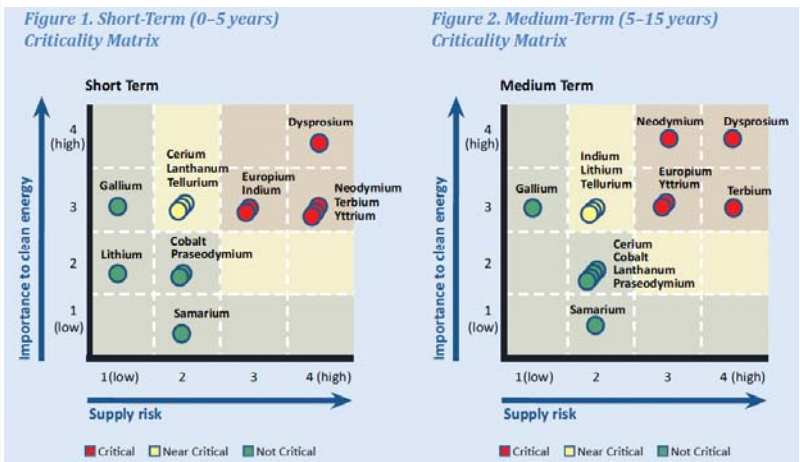 Figure 1. Short-Term (0–5 years)
Criticality Matrix
Short Term
Importance to clean energy
4
(high)
3
2
1
(low)
Dysprosium
Cerium
Lanthanum
Tellurium
Gallium
Europium
Indium
Neodymium
Terbium
Yttrium
Lithium
Cobalt
Praseodymium
Samarium
1(low) 2 3 4 (high)
Supply risk
Critical Near Critical Not Critical
Figure 2. Medium-Term (5–15 years)
Criticality Matrix
Medium Term
Importance to clean energy
4
(high)
3
2
1
(low)
Neodymium Dysprosium
Indium
Lithium
Tellurium
Gallium
Europium
Yttrium
Terbium
Cerium
Cobalt
Lanthanum
Praseodymium
Samarium
1(low) 2 3 4 (high)
Supply risk
Critical Near Critical Not Critical